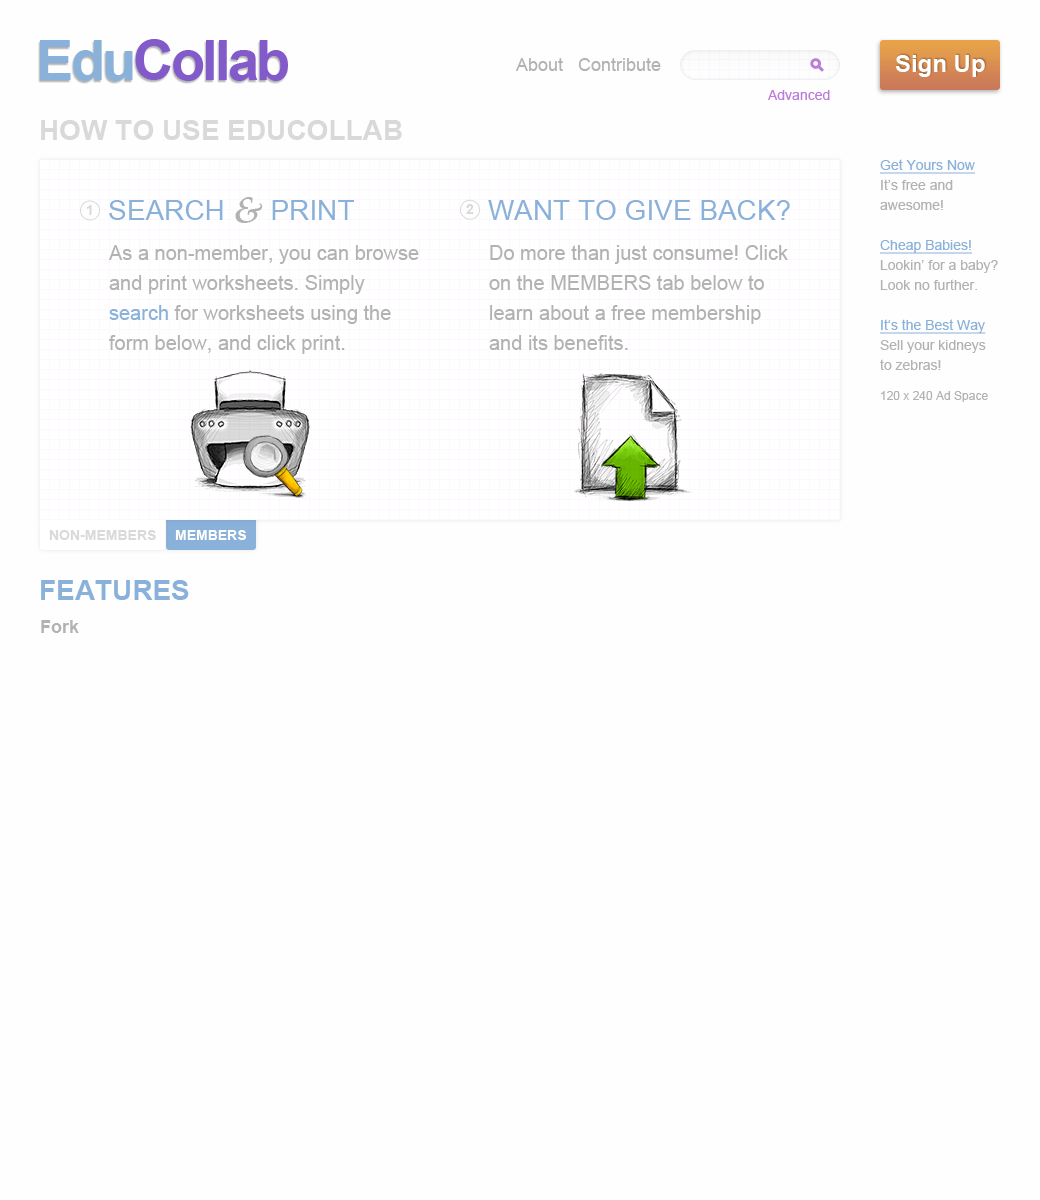 EduCollab
About Contribute
Advanced
Sign Up
HOW TO USE EDUCOLLAB
1 SEARCH & PRINT
As a non-member, you can browse
and print worksheets. Simply
search for worksheets using the
form below, and click print.
2 WANT TO GIVE BACK?
Do more than just consume! Click
on the MEMBERS tab below to
learn about a free membership
and its benefits.
NON-MEMBERS MEMBERS
Get Yours Now
It's free and
awesome!
Cheap Babies!
Lookin' for a baby?
Look no further.
It's the Best Way
Sell your kidneys
to zebras!
120 x 240 Ad Space
FEATURES
Fork